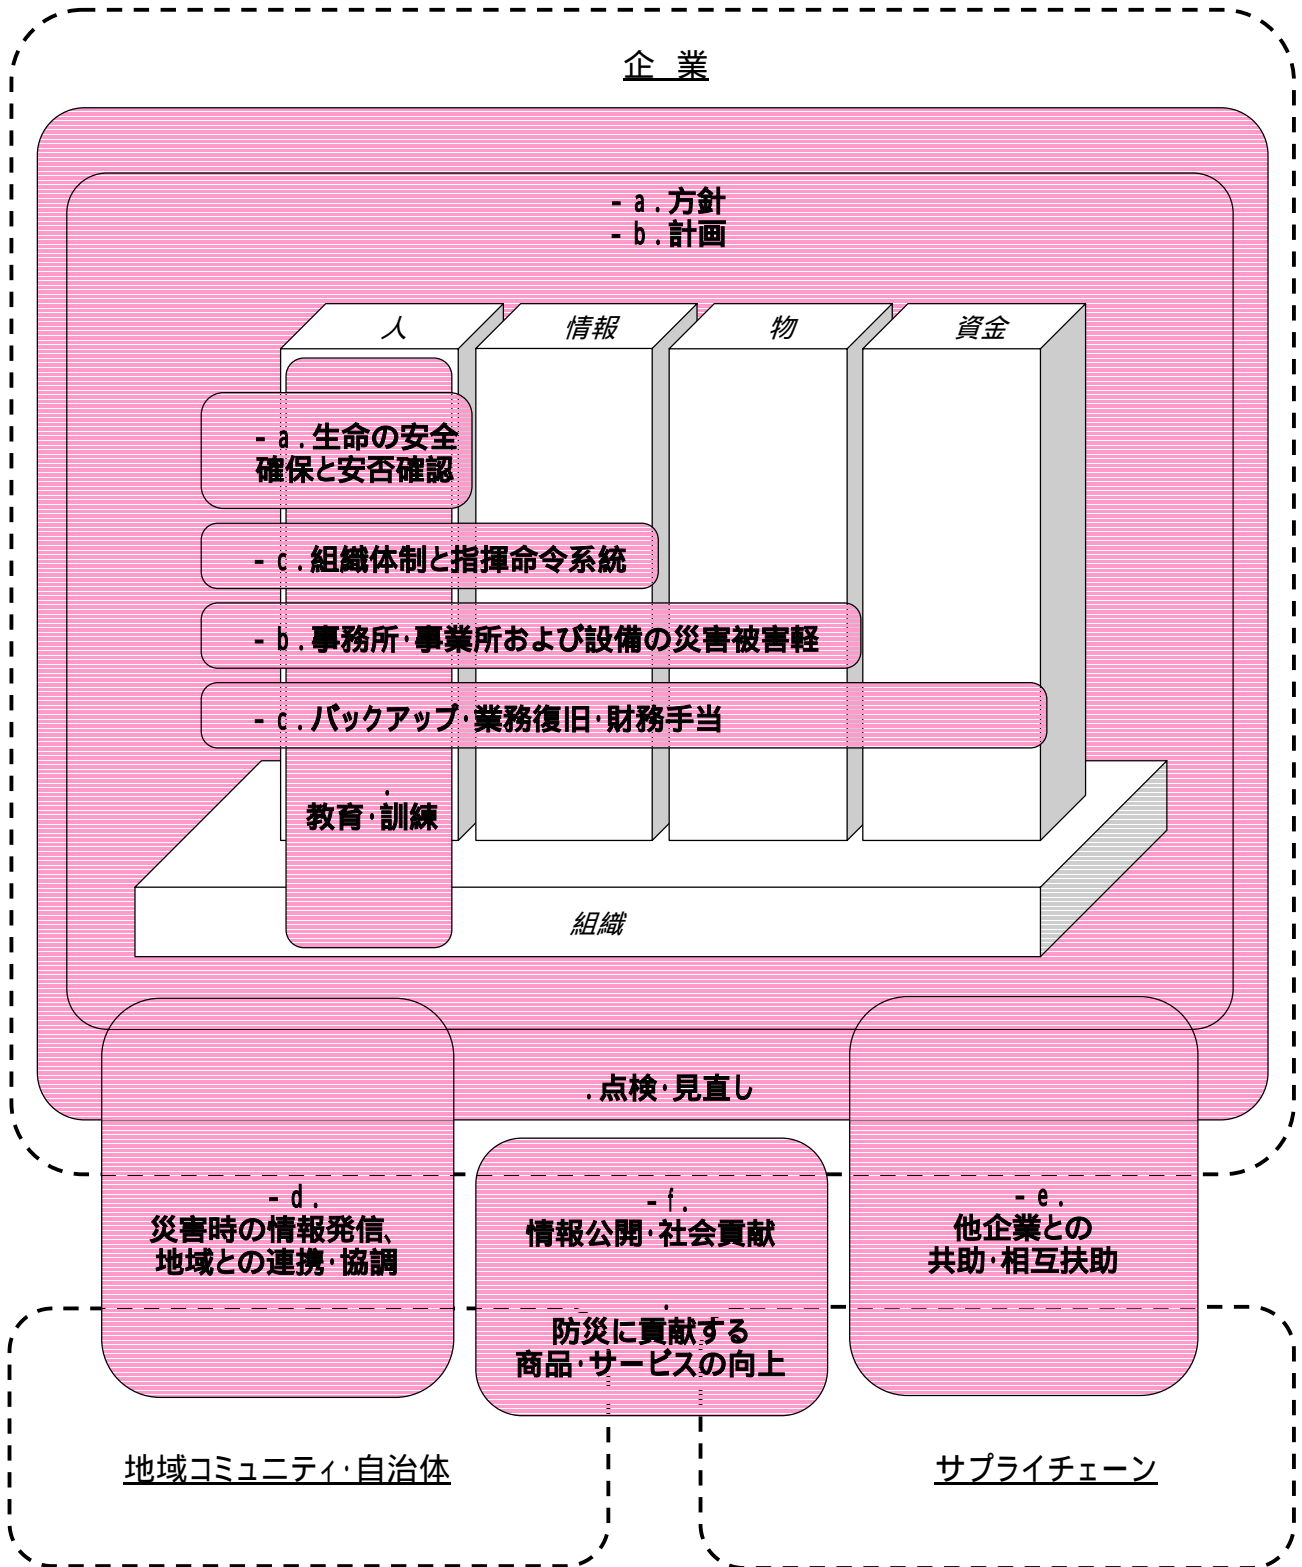 企 業
- a.方針
- b.計画
人
情報
物
資金
- a.生命の安全
確保と安否確認
- c.組織体制と指揮命令系統
- b.事務所・事業所および設備の災害被害軽
- c.バックアップ・業務復旧・財務手当
.
教育・訓練
組織
.点検・見直し
- d.
災害時の情報発信、
地域との連携・協調
- f.
情報公開・社会貢献
.
防災に貢献する
商品・サービスの向上
- e.
他企業との
共助・相互扶助
地域コミュニティ・自治体
サプライチェーン